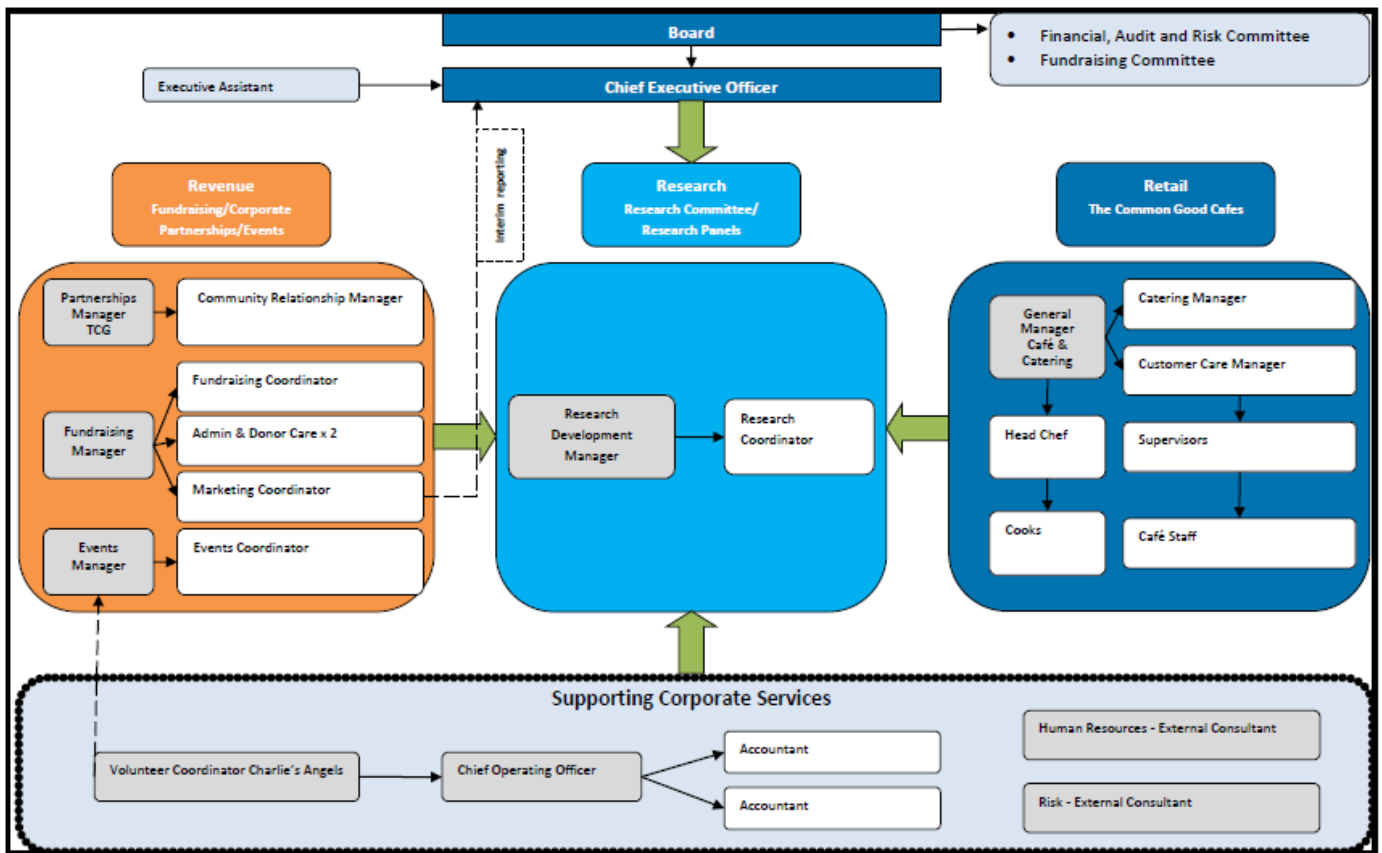 Board
• Financial, Audit and Risk Committee
• Fundraising Committee
Executive Assistant
Chief Executive Officer
Interim reporting
Revenue
Fundraising/Corporate
Partnerships/Events
Research
Research Committee/
Research Panels
Retail
The Common Good Cafes
Partnerships
Manager
TCG
Community Relationship Manager
Fundraising Coordinator
Fundraising
Manager
Admin & Donor Care x 2
Marketing Coordinator
Events
Manager
Events Coordinator
Research
Development
Manager
Research
Coordinator
General
Manager
Café &
Catering
Catering Manager
Customer Care Manager
Head Chef
Supervisors
Cooks
Café Staff
Supporting Corporate Services
Volunteer Coordinator Charlie's Angels
Chief Operating Officer
Accountant
Accountant
Human Resources - External Consultant
Risk - External Consultant